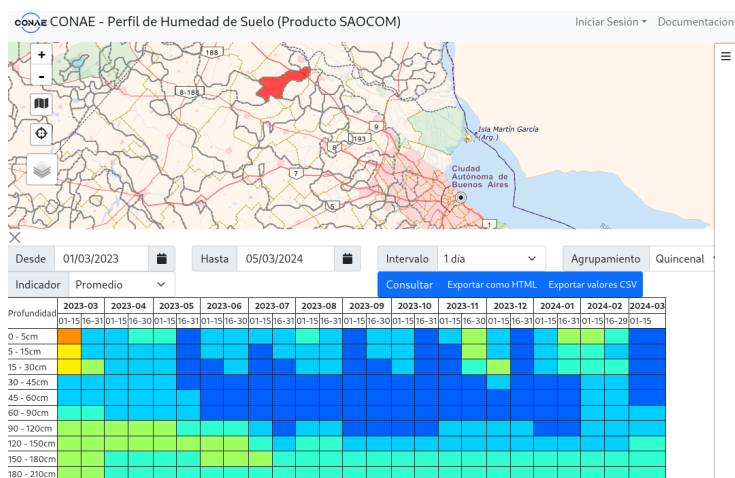 CONAE CONAE - Perfil de Humedad de Suelo (Producto SAOCOM) Iniciar Sesión Documentación
+
-
188
8-188
9
193
8
7
5
1
Isla Martín García
(Arg.)
Ciudad
Autónoma de
Buenos Aires
Desde 01/03/2023 Hasta 05/03/2024 Intervalo 1 día Agrupamiento Quincenal
Indicador Promedio Consultar Exportar como HTML Exportar valores CSV
Profundidad 2023-03 2023-04 2023-05 2023-06 2023-07 2023-08 2023-09 2023-10 2023-11 2023-12 2024-01 2024-02 2024-03
01-15 16-31 01-15 16-30 01-15 16-31 01-15 16-30 01-15 16-31 01-15 16-31 01-15 16-30 01-15 16-31 01-15 16-30 01-15 16-31 01-15 16-31 01-15 16-29 01-15
0 - 5cm
5 - 15cm
15 - 30cm
30 - 45cm
45 - 60cm
60 - 90cm
90 - 120cm
120 - 150cm
150 - 180cm
180 - 210cm